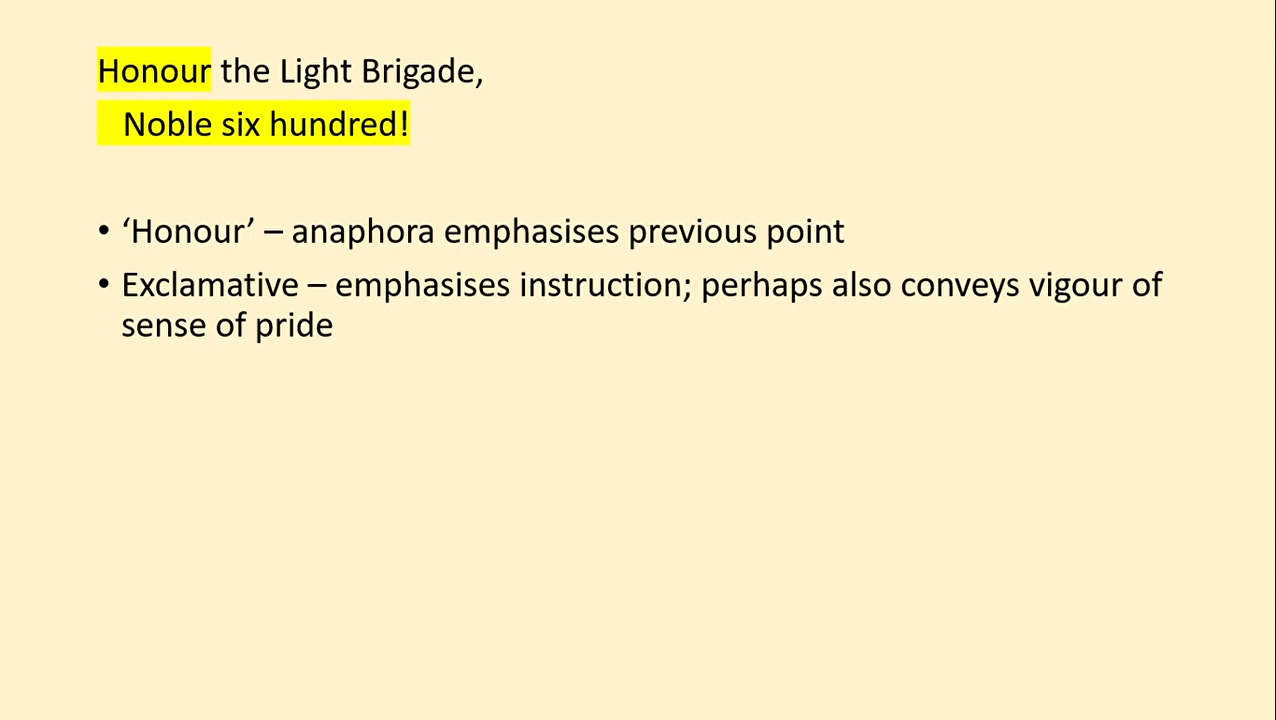 Honour the Light Brigade,
Noble six hundred!
• ‘Honour’ – anaphora emphasises previous point
• Exclamative – emphasises instruction; perhaps also conveys vigour of
sense of pride